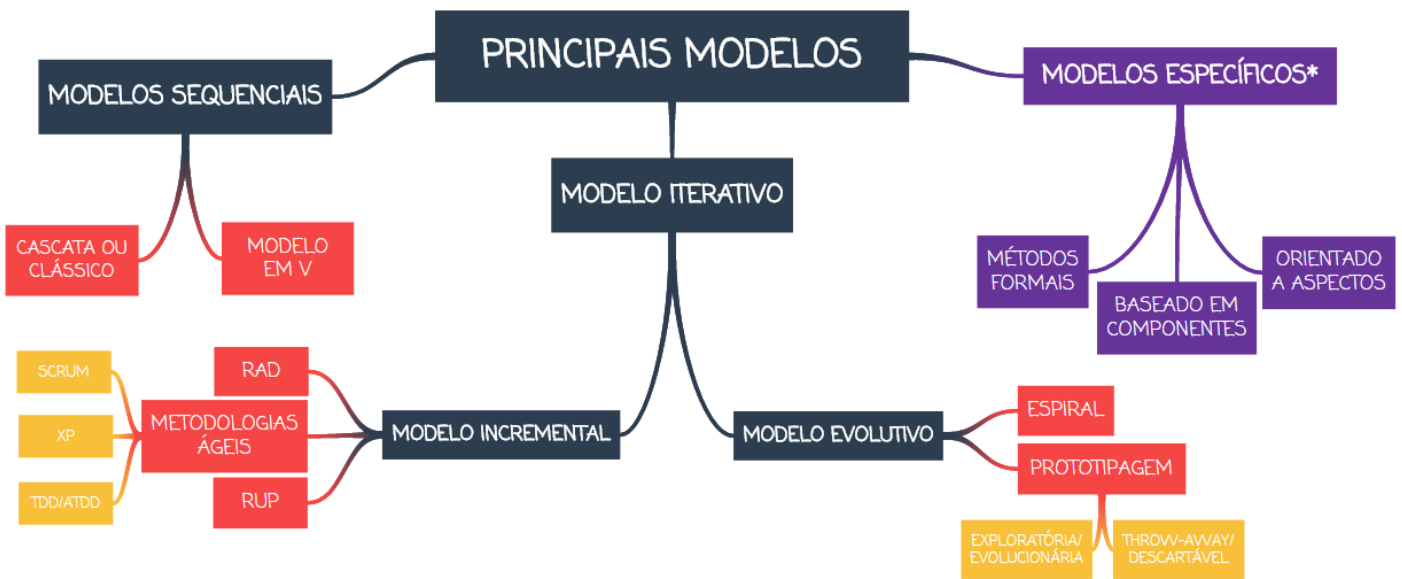 PRINCIPAIS MODELOS
MODELOS SEQUENCIAIS
MODELOS ESPECÍFICOS*
MODELO ITERATIVO
CASCATA OU
CLÁSSICO
MODELO
EM V
MÉTODOS
FORMAIS
BASEADO EM
COMPONENTES
ORIENTADO
A ASPECTOS
SCRUM
XP
TDD/ATDD
RAD
METODOLOGIAS
ÁGEIS
RUP
MODELO INCREMENTAL
MODELO EVOLUTIVO
ESPIRAL
PROTOTIPAGEM
EXPLORATÓRIA/
EVOLUCIONÁRIA
THROW-AWAY/
DESCARTÁVEL